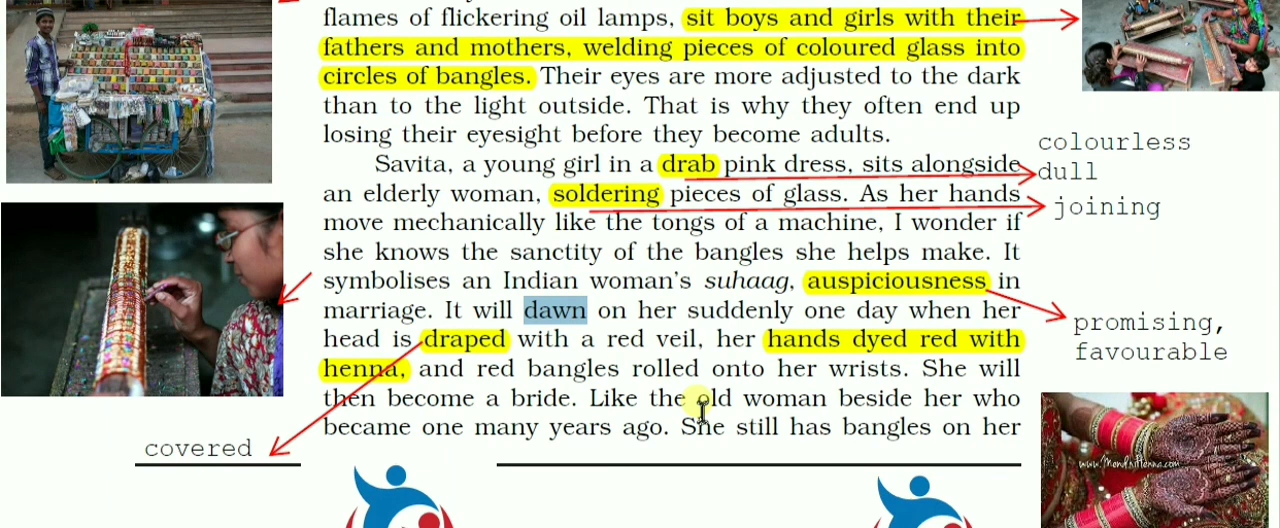 flames of flickering oil lamps, sit boys and girls with their
fathers and mothers, welding pieces of coloured glass into
circles of bangles. Their eyes are more adjusted to the dark
than to the light outside. That is why they often end up
losing their eyesight before they become adults.
Savita, a young girl in a drab pink dress, sits alongside
an elderly woman, soldering pieces of glass. As her hands
move mechanically like the tongs of a machine, I wonder if
she knows the sanctity of the bangles she helps make. It
symbolises an Indian woman's suhaag, auspiciousness in
marriage. It will dawn on her suddenly one day when her
head is draped with a red veil, her hands dyed red with
henna, and red bangles rolled onto her wrists. She will
then become a bride. Like the old woman beside her who
became one many years ago. She still has bangles on her
colourless
dull
joining
promising,
favourable
covered
www.MehndiHenna.com